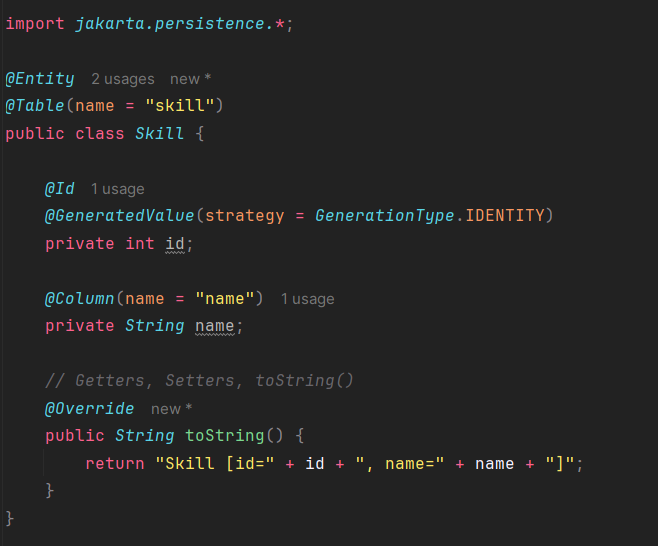 import jakarta.persistence.*;
@Entity 2 usages new *
@Table(name = "skill")
public class Skill {
@Id 1 usage
@GeneratedValue(strategy = GenerationType.IDENTITY)
private int id;
@Column(name = "name") 1 usage
private String name;
// Getters, Setters, toString()
@Override new *
public String toString() {
return "Skill [id=" + id + ", name=" + name + "]";
}
}